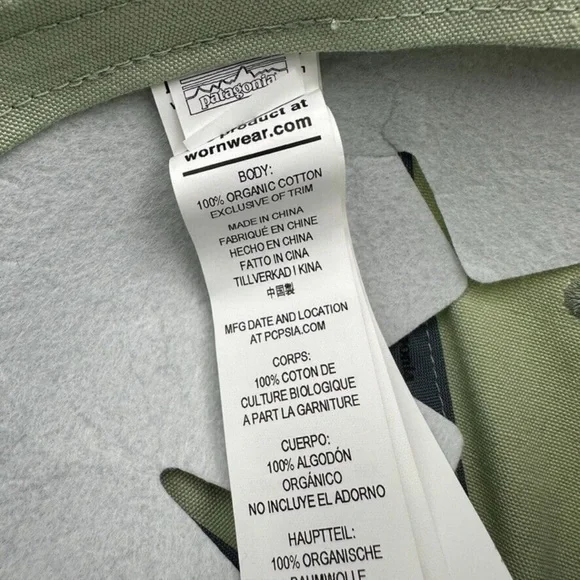 patagonia
product at
wornwear.com
BODY:
100% ORGANIC COTTON
EXCLUSIVE OF TRIM
MADE IN CHINA
FABRIQUÉ EN CHINE
HECHO EN CHINA
FATTO IN CINA
TILLVERKAD I KINA
中国製
MFG DATE AND LOCATION
AT PCPSIA.COM
CORPS:
100% COTON DE
CULTURE BIOLOGIQUE
A PART LA GARNITURE
CUERPO:
100% ALGODÓN
ORGÁNICO
NO INCLUYE EL ADORNO
HAUPTTEIL:
100% ORGANISCHE
BAUMWOLLE